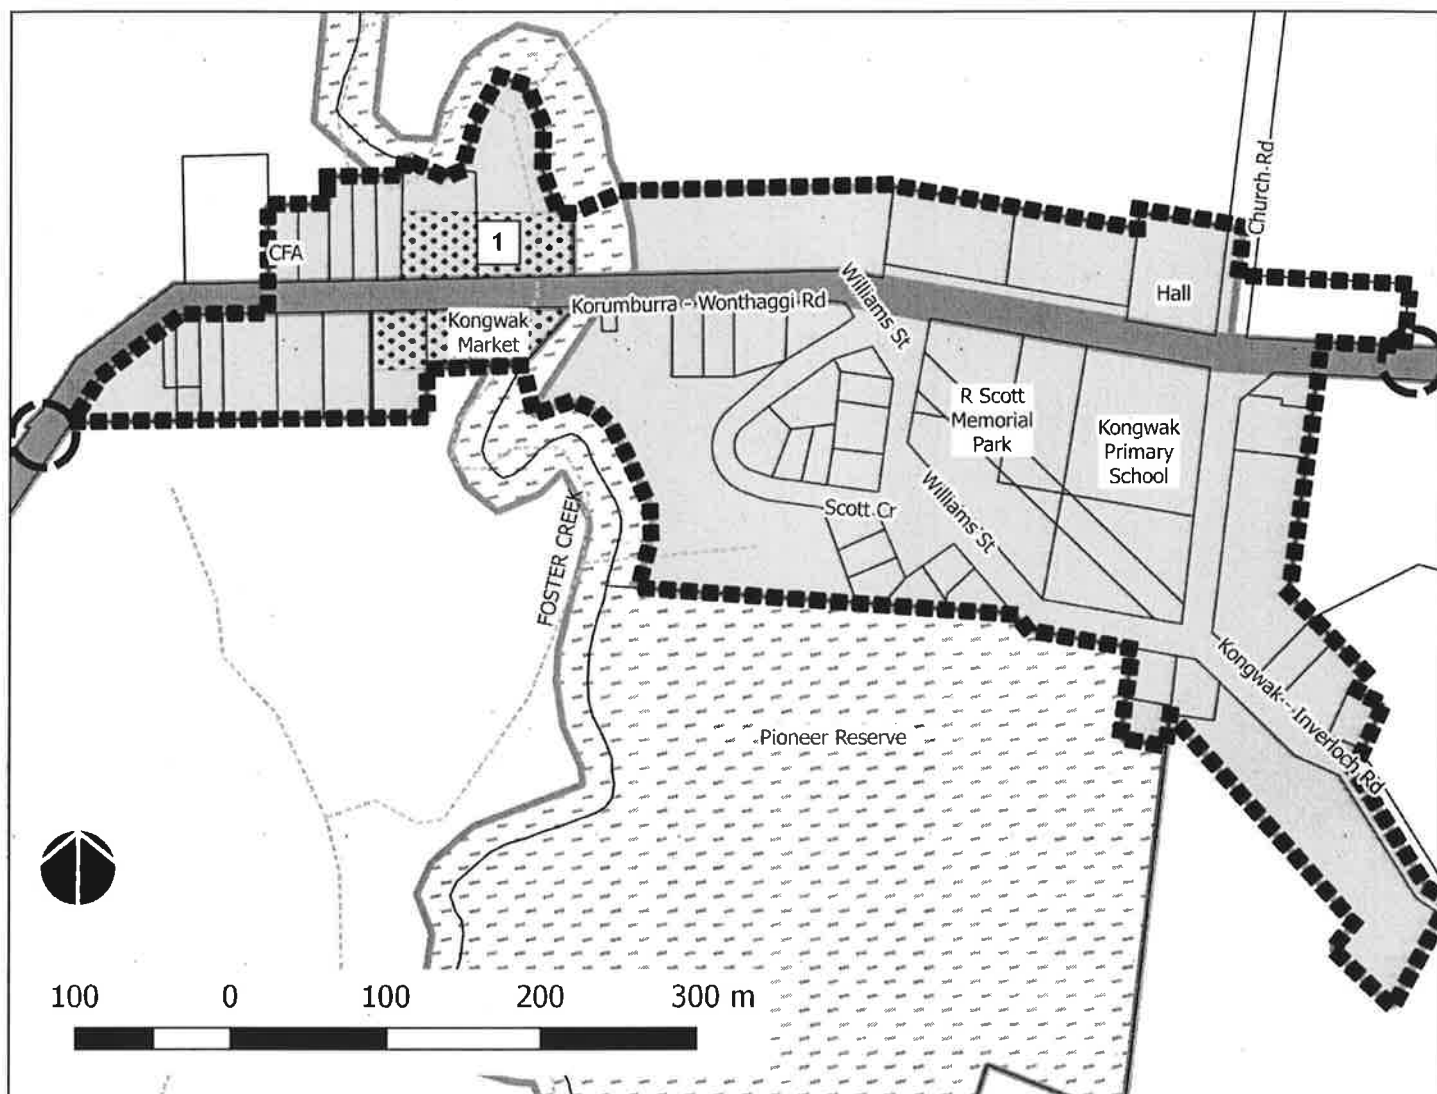 Church Rd
1
CFA
Hall
Korumburra - Wonthaggi Rd
Williams St
Kongwak
Market
R Scott
Memorial
Park
Kongwak
Primary
School
Scott Cr
Williams St
FOSTER CREEK
Kongwak - Inverloch Rd
Pioneer Reserve
100 0 100 200 300 m